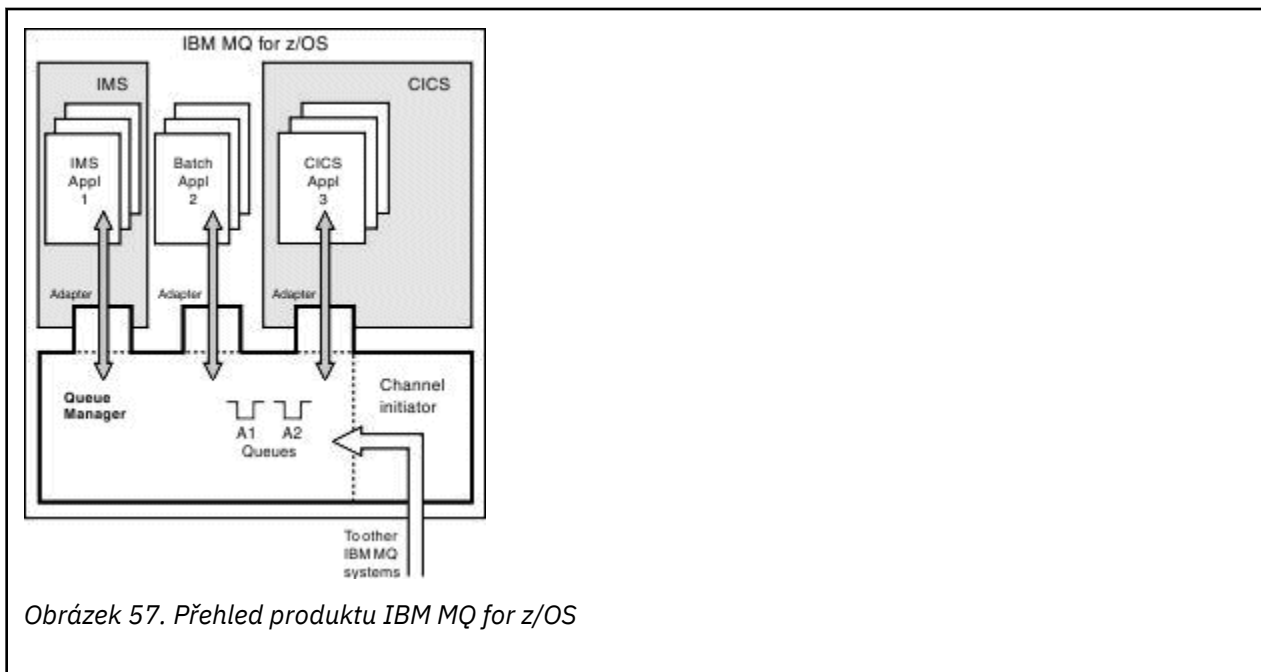 IBM MQ for z/OS
IMS
CICS
IMS
Appl
1
Batch
Appl
2
CICS
Appl
3
Adapter
Adapter
Adapter
Queue
Manager
A1
A2
Queues
Channel
initiator
To other
IBM MQ
systems
Obrázek 57. Přehled produktu IBM MQ for z/OS